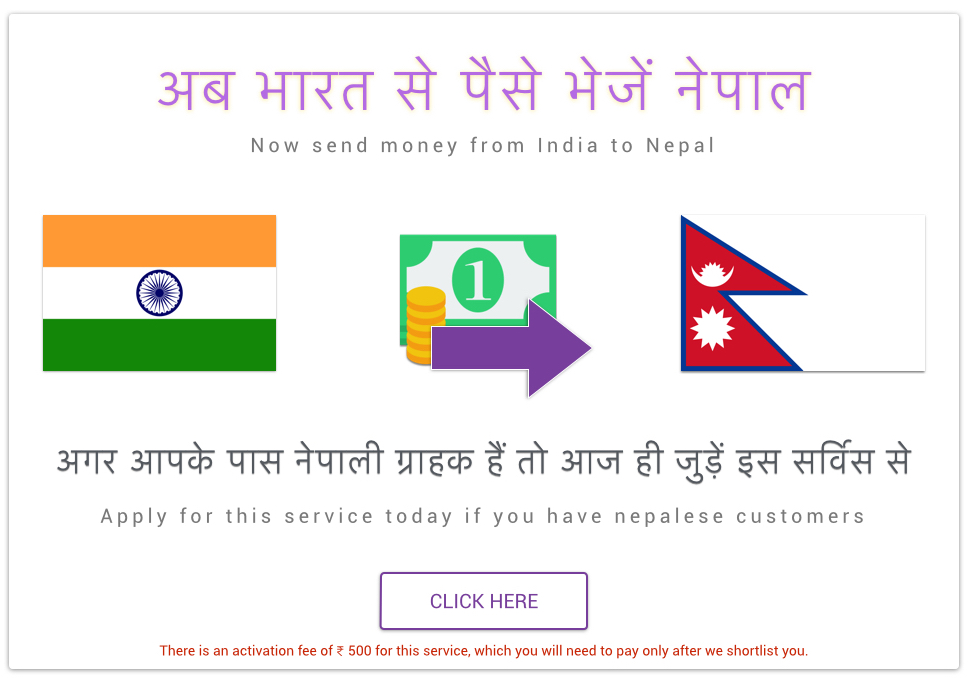 अब भारत से पैसे भेजें नेपाल
Now send money from India to Nepal
1
अगर आपके पास नेपाली ग्राहक हैं तो आज ही जुड़ें इस सर्विस से
Apply for this service today if you have nepalese customers
CLICK HERE
There is an activation fee of ₹ 500 for this service, which you will need to pay only after we shortlist you.